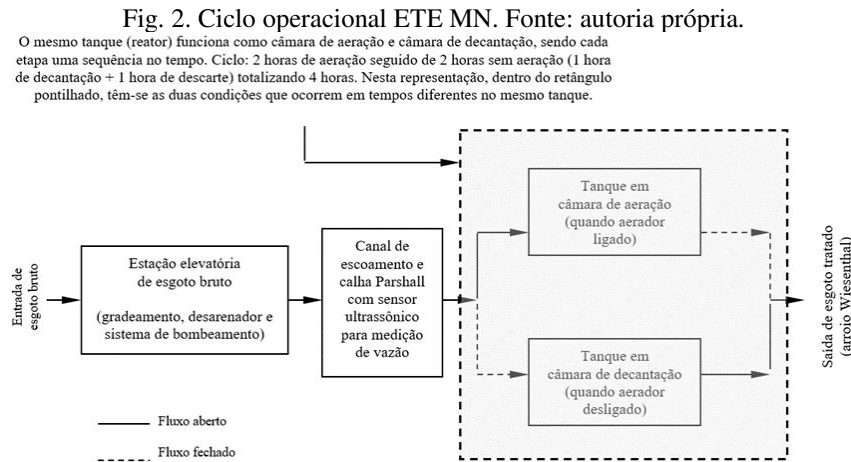 Fig. 2. Ciclo operacional ETE MN. Fonte: autoria própria.
O mesmo tanque (reator) funciona como câmara de aeração e câmara de decantação, sendo cada
etapa uma sequência no tempo. Ciclo: 2 horas de aeração seguido de 2 horas sem aeração (1 hora
de decantação + 1 hora de descarte) totalizando 4 horas. Nesta representação, dentro do retângulo
pontilhado, têm-se as duas condições que ocorrem em tempos diferentes no mesmo tanque.
Entrada de
esgoto bruto
Estação elevatória
de esgoto bruto
(gradeamento, desarenador e
sistema de bombeamento)
Canal de
escoamento e
calha Parshall
com sensor
ultrassônico
para medição
de vazão
Tanque em
câmara de aeração
(quando aerador
ligado)
Tanque em
câmara de decantação
(quando aerador
desligado)
Saída de esgoto tratado
(arroio Wiesenthal)
Fluxo aberto
Fluxo fechado